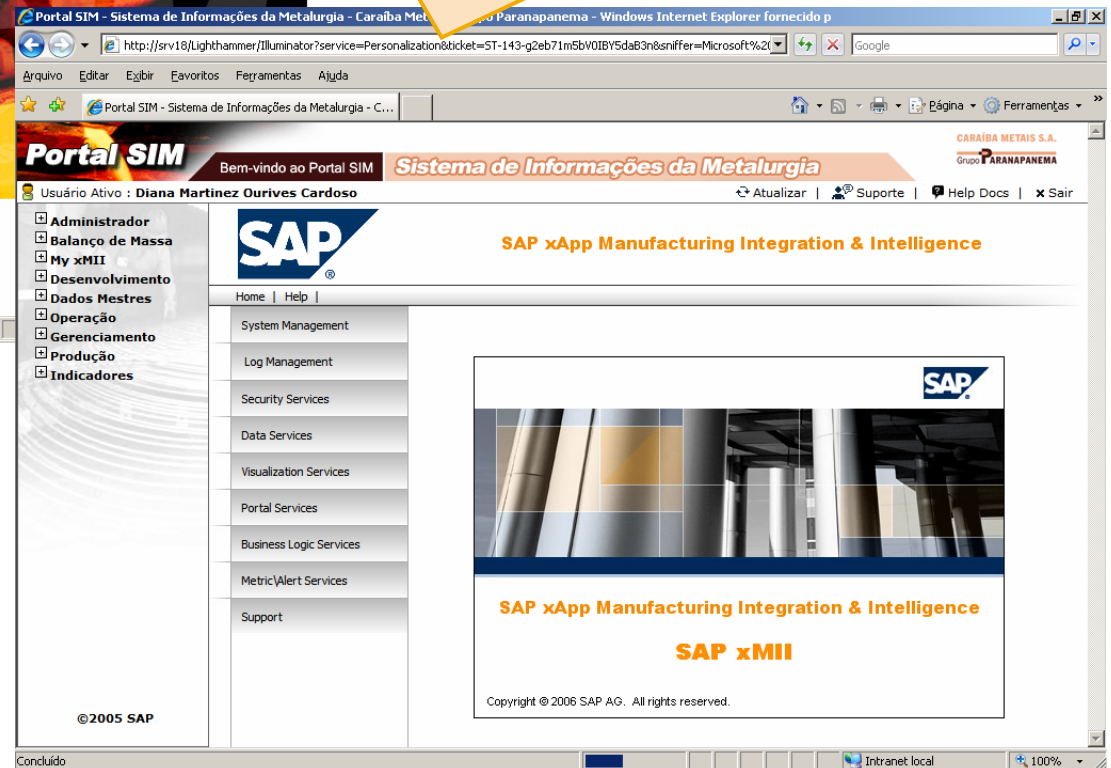 Portal SIM - Sistema de Informações da Metalurgia - Caraíba Met Paranapanema - Windows Internet Explorer fornecido p
http://srv18/Lighthammer/Illuminator?service=Personalization&ticket=ST-143-g2eb71m5bV0IBY5daB3n&sniffer=Microsoft%2(
Google
Arquivo Editar Exibir Favoritos Ferramentas Ajuda
Portal SIM - Sistema de Informações da Metalurgia - C...
Página Ferramentas »
Portal SIM
Bem-vindo ao Portal SIM
Sistema de Informações da Metalurgia
CARAÍBA METAIS S.A.
Grupo PARANAPANEMA
Usuário Ativo : Diana Martinez Ourives Cardoso
Atualizar | Suporte | Help Docs | x Sair
Administrador
Balanço de Massa
My xMII
Desenvolvimento
Dados Mestres
Operação
Gerenciamento
Produção
Indicadores
©2005 SAP
SAP®
SAP xApp Manufacturing Integration & Intelligence
Home | Help |
System Management
Log Management
Security Services
Data Services
Visualization Services
Portal Services
Business Logic Services
Metric\Alert Services
Support
SAP
SAP xApp Manufacturing Integration & Intelligence
SAP xMII
Copyright © 2006 SAP AG. All rights reserved.
Concluído
Intranet local
100%